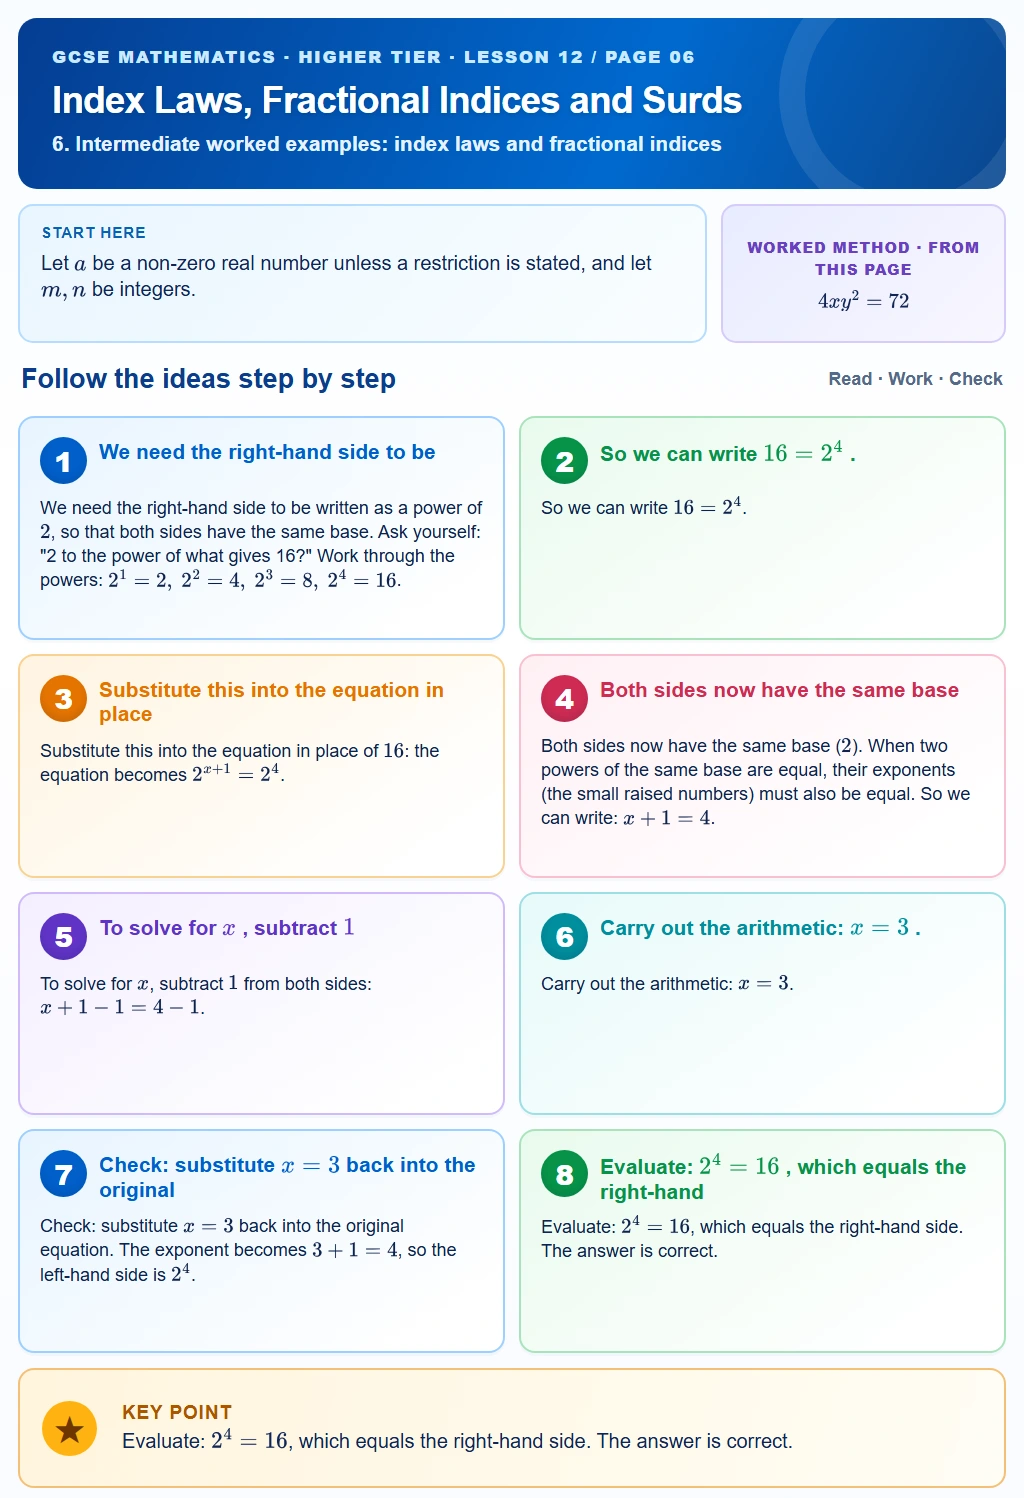 GCSE MATHEMATICS · HIGHER TIER · LESSON 12 / PAGE 06
Index Laws, Fractional Indices and Surds
6. Intermediate worked examples: index laws and fractional indices
START HERE
Let a be a non-zero real number unless a restriction is stated, and let
m, n be integers.
WORKED METHOD · FROM
THIS PAGE
4xy² = 72
Follow the ideas step by step
Read · Work · Check
1
We need the right-hand side to be
We need the right-hand side to be written as a power of
2, so that both sides have the same base. Ask yourself:
"2 to the power of what gives 16?" Work through the
powers: 2¹ = 2, 2² = 4, 2³ = 8, 2⁴ = 16.
2
So we can write 16 = 2⁴ .
So we can write 16 = 2⁴.
3
Substitute this into the equation in
place
Substitute this into the equation in place of 16: the
equation becomes 2ˣ⁺¹ = 2⁴.
4
Both sides now have the same base
Both sides now have the same base (2). When two
powers of the same base are equal, their exponents
(the small raised numbers) must also be equal. So we
can write: x + 1 = 4.
5
To solve for x , subtract 1
To solve for x, subtract 1 from both sides:
x + 1 − 1 = 4 − 1.
6
Carry out the arithmetic: x = 3 .
Carry out the arithmetic: x = 3.
7
Check: substitute x = 3 back into the
original
Check: substitute x = 3 back into the original
equation. The exponent becomes 3 + 1 = 4, so the
left-hand side is 2⁴.
8
Evaluate: 2⁴ = 16 , which equals the
right-hand
Evaluate: 2⁴ = 16, which equals the right-hand side.
The answer is correct.
KEY POINT
Evaluate: 2⁴ = 16, which equals the right-hand side. The answer is correct.